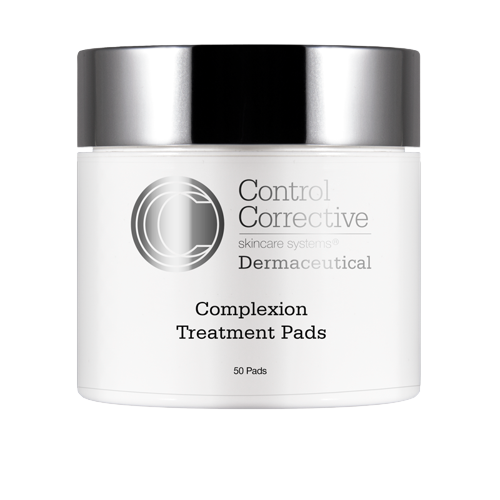 Control
Corrective
skincare systems®
Dermaceutical
Complexion
Treatment Pads
50 Pads